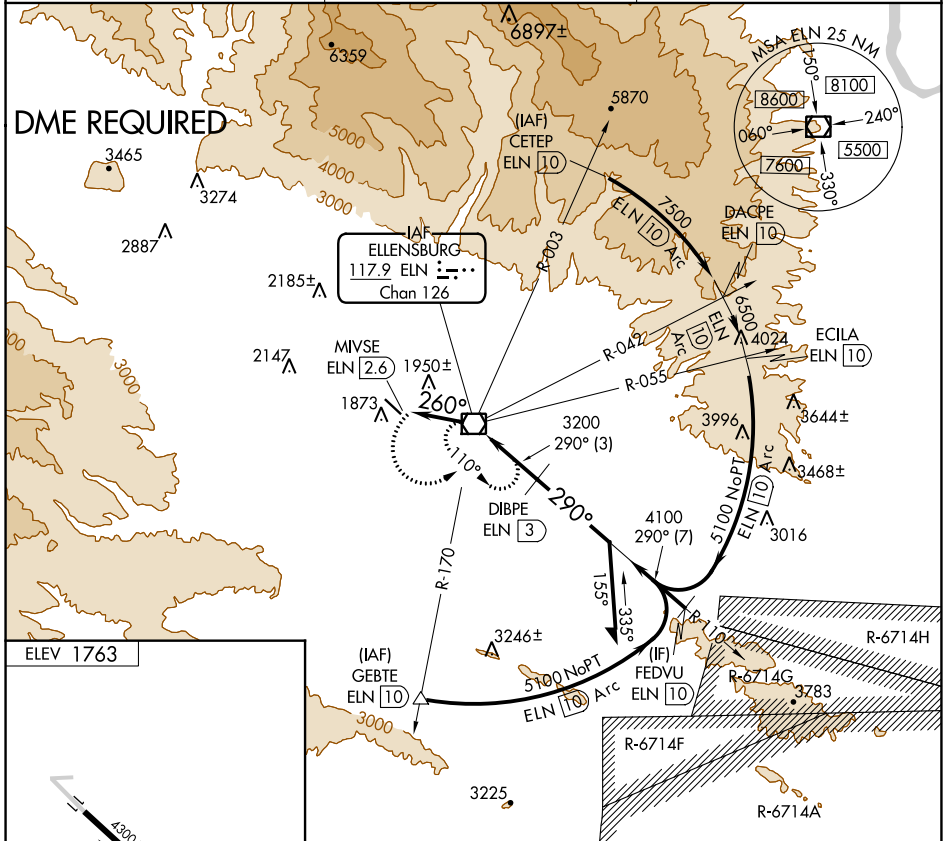 6897±
6359
MSA ELN 25 NM
150°
8100
8600
5870
240°
060°
5500
7600
330°
DME REQUIRED
(IAF)
CETEP
ELN 10
5000
4000
3000
3465
3274
2887
7500
ELN 10 Arc
DACPE
ELN 10
IAF
ELLENSBURG
117.9 ELN
Chan 126
R-003
2185±
6500
ELN 10 Arc
4024
ECILA
ELN 10
R-042
R-055
MIVSE
ELN 2.6
1950±
2147
3000
3000
1873
260°
3644±
3996
3200
290° (3)
110°
3468±
5100 NoPT
ELN 10 Arc
290°
DIBPE
ELN 3
4100
290° (7)
3016
R-170
155°
335°
R-110
R-6714H
ELEV 1763
3246±
(IAF)
GEBTE
ELN 10
5100 NoPT
ELN 10 Arc
(IF)
FEDVU
ELN 10
R-6714G
3783
3000
R-6714F
3225
R-6714A
4300